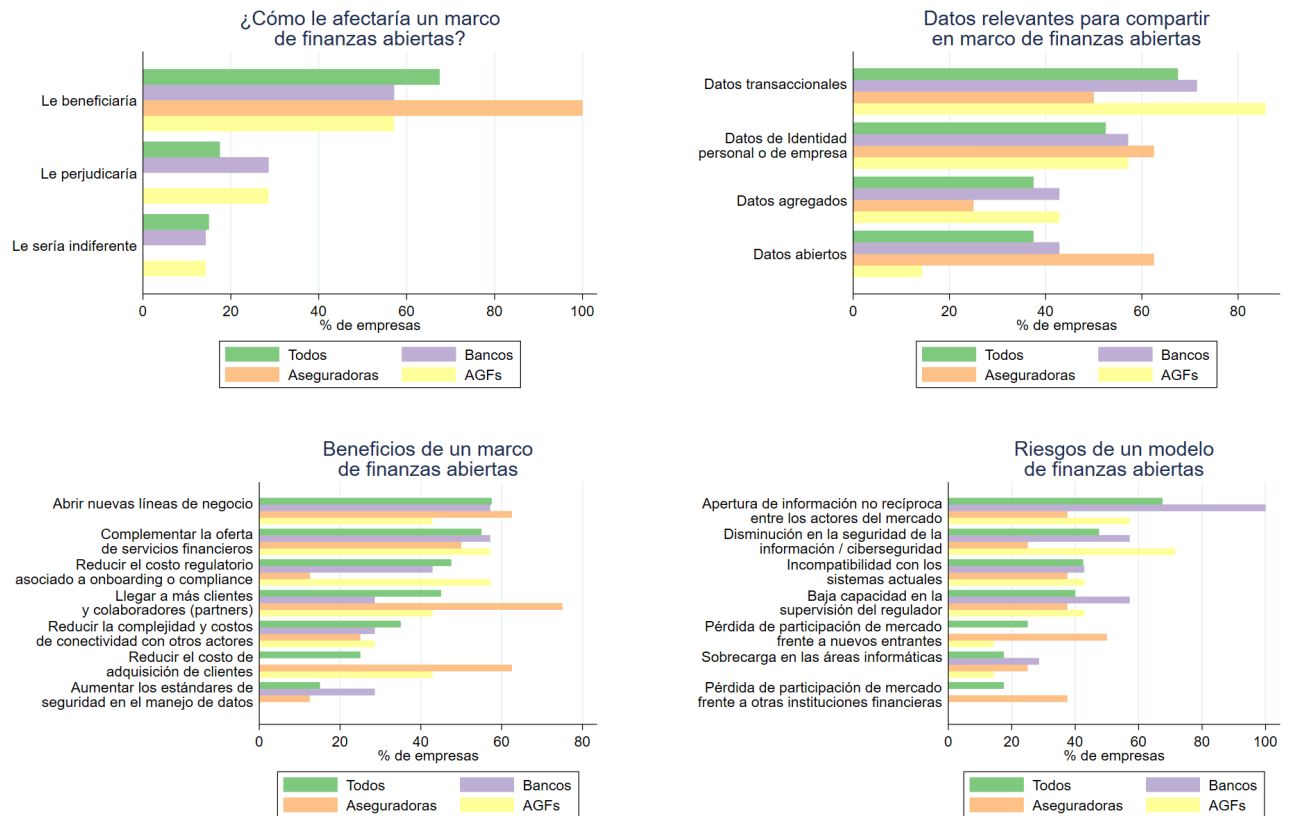 ¿Cómo le afectaría un marco
de finanzas abiertas?
Le beneficiaría
Le perjudicaría
Le sería indiferente
0 20 40 60 80 100
% de empresas
Todos Bancos
Aseguradoras AGFs
Datos relevantes para compartir
en marco de finanzas abiertas
Datos transaccionales
Datos de Identidad
personal o de empresa
Datos agregados
Datos abiertos
0 20 40 60 80
% de empresas
Todos Bancos
Aseguradoras AGFs
Beneficios de un marco
de finanzas abiertas
Abrir nuevas líneas de negocio
Complementar la oferta
de servicios financieros
Reducir el costo regulatorio
asociado a onboarding o compliance
Llegar a más clientes
y colaboradores (partners)
Reducir la complejidad y costos
de conectividad con otros actores
Reducir el costo de
adquisición de clientes
Aumentar los estándares de
seguridad en el manejo de datos
0 20 40 60 80
% de empresas
Todos Bancos
Aseguradoras AGFs
Riesgos de un modelo
de finanzas abiertas
Apertura de información no recíproca
entre los actores del mercado
Disminución en la seguridad de la
información / ciberseguridad
Incompatibilidad con los
sistemas actuales
Baja capacidad en la
supervisión del regulador
Pérdida de participación de mercado
frente a nuevos entrantes
Sobrecarga en las áreas informáticas
Pérdida de participación de mercado
frente a otras instituciones financieras
0 20 40 60 80 100
% de empresas
Todos Bancos
Aseguradoras AGFs